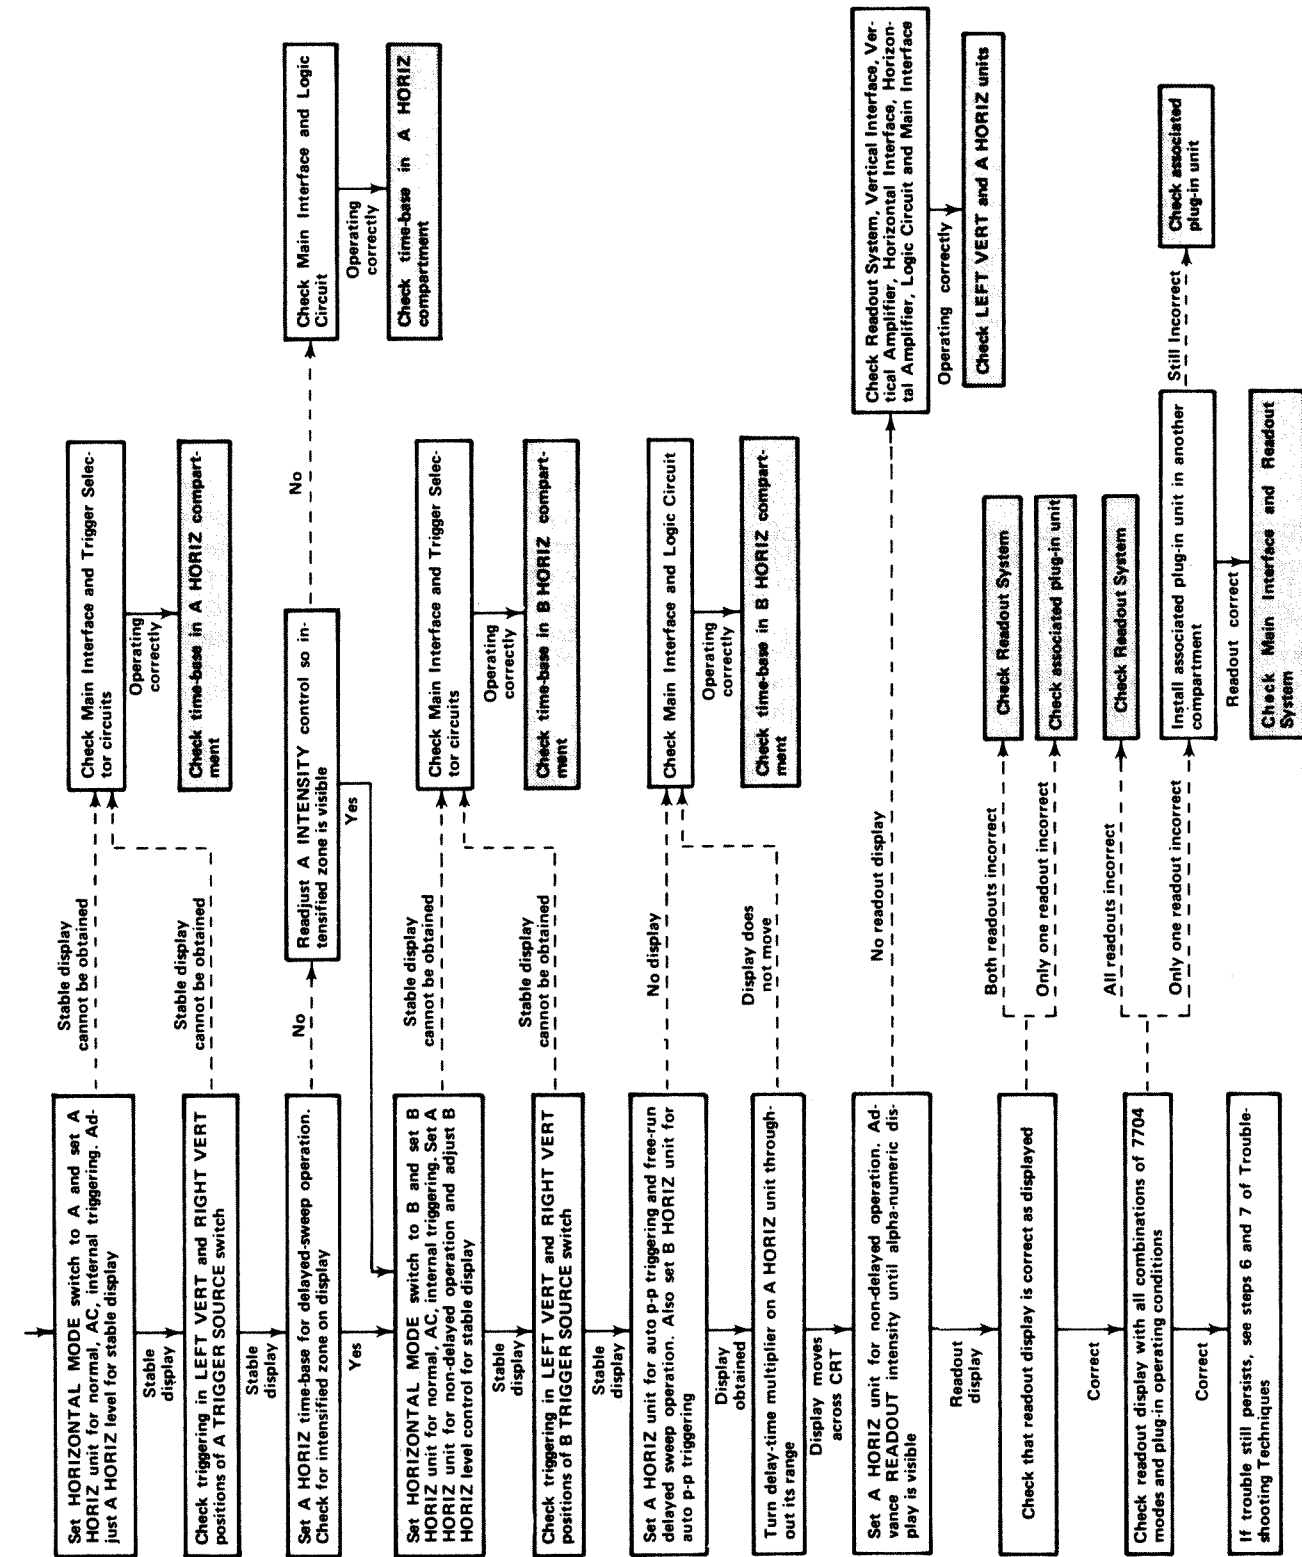 Set HORIZONTAL MODE switch to A and set A
HORIZ unit for normal, AC, internal triggering. Ad-
just A HORIZ level for stable display
Stable display
cannot be obtained
Check Main Interface and Trigger Selec-
tor circuits
Operating
correctly
Check time-base in A HORIZ compart-
ment
Stable
display
Check triggering in LEFT VERT and RIGHT VERT
positions of A TRIGGER SOURCE switch
Stable display
cannot be obtained
Stable
display
Set A HORIZ time-base for delayed-sweep operation.
Check for intensified zone on display
No
Readjust A INTENSITY control so in-
tensified zone is visible
No
Check Main Interface and Logic
Circuit
Operating
correctly
Check time-base in A HORIZ
compartment
Yes
Yes
Set HORIZONTAL MODE switch to B and set B
HORIZ unit for normal, AC, internal triggering. Set A
HORIZ unit for non-delayed operation and adjust B
HORIZ level control for stable display
Stable display
cannot be obtained
Check Main Interface and Trigger Selec-
tor circuits
Operating
correctly
Check time-base in B HORIZ compart-
ment
Stable
display
Check triggering in LEFT VERT and RIGHT VERT
positions of B TRIGGER SOURCE switch
Stable display
cannot be obtained
Stable
display
Set A HORIZ unit for auto p-p triggering and free-run
delayed sweep operation. Also set B HORIZ unit for
auto p-p triggering
No display
Check Main Interface and Logic Circuit
Operating
correctly
Check time-base in B HORIZ compart-
ment
Display
obtained
Turn delay-time multiplier on A HORIZ unit through-
out its range
Display does
not move
Display moves
across CRT
Set A HORIZ unit for non-delayed operation. Ad-
vance READOUT intensity until alpha-numeric dis-
play is visible
No readout display
Check Readout System, Vertical Interface, Ver-
tical Amplifier, Horizontal Interface, Horizon-
tal Amplifier, Logic Circuit and Main Interface
Operating correctly
Check LEFT VERT and A HORIZ units
Readout
display
Check that readout display is correct as displayed
Both readouts incorrect
Check Readout System
Only one readout incorrect
Check associated plug-in unit
Correct
Check readout display with all combinations of 7704
modes and plug-in operating conditions
All readouts incorrect
Check Readout System
Only one readout incorrect
Install associated plug-in unit in another
compartment
Still Incorrect
Check associated
plug-in unit
Readout correct
Check Main Interface and Readout
System
Correct
If trouble still persists, see steps 6 and 7 of Trouble-
shooting Techniques